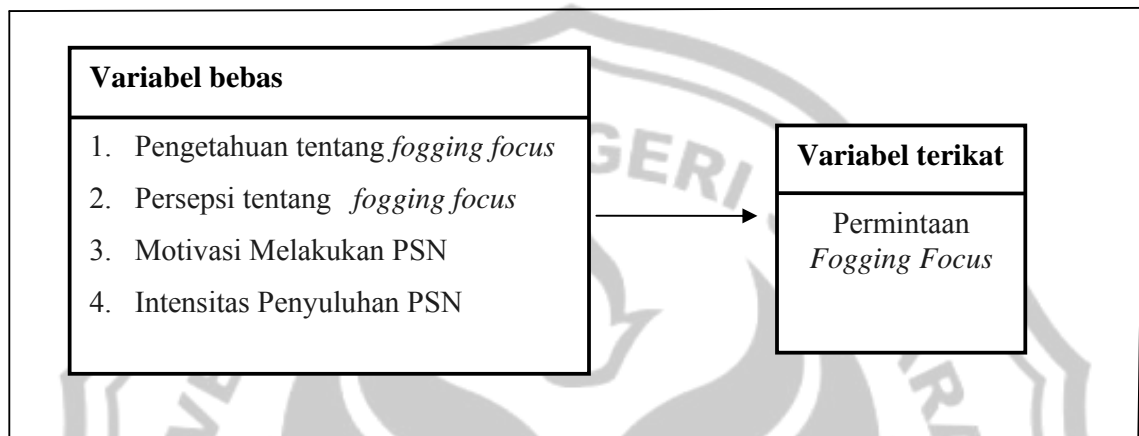 Variabel bebas
1. Pengetahuan tentang fogging focus
2. Persepsi tentang fogging focus
3. Motivasi Melakukan PSN
4. Intensitas Penyuluhan PSN
Variabel terikat
Permintaan
Fogging Focus
GERI